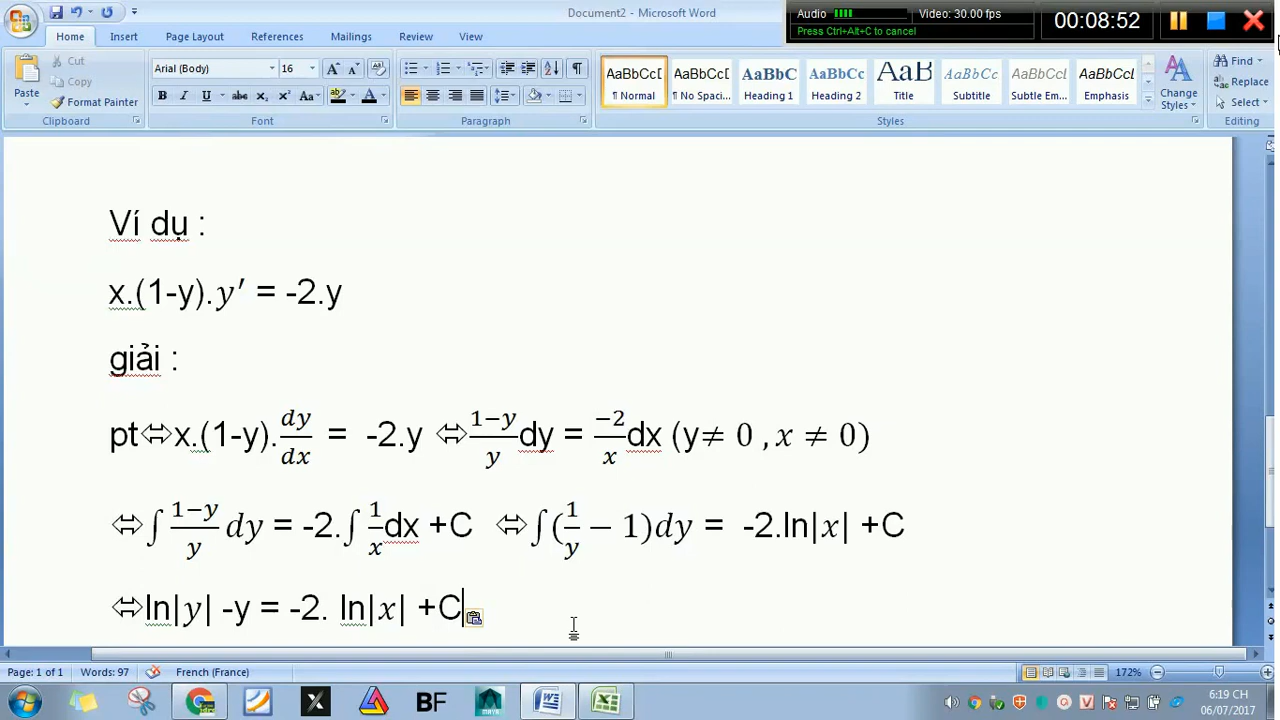 Document2 - Microsoft Word
Audio
Video: 30.00 fps
Press Ctrl+Alt+C to cancel
00:08:52
Home Insert Page Layout References Mailings Review View
Paste
Cut
Copy
Format Painter
Clipboard
Arial (Body) 16
Font
Paragraph
AaBbCcD AaBbCcD AaBbC AaBbCc AaB AaBbCc AaBbCcl AaBbCcl
¶ Normal ¶ No Spaci... Heading 1 Heading 2 Title Subtitle Subtle Em... Emphasis
Change Styles
Styles
Find
Replace
Select
Editing
Ví dụ :
x.(1-y).y′ = -2.y
giải :
pt⇔x.(1-y).dy/dx = -2.y ⇔(1−y)/y dy = −2/x dx (y≠ 0 , x ≠ 0)
⇔∫ (1−y)/y dy = -2.∫ 1/x dx +C ⇔∫(1/y − 1)dy = -2.ln|x| +C
⇔ln|y| -y = -2. ln|x| +C
Page: 1 of 1 Words: 97 French (France) 172%
BF
6:19 CH
06/07/2017